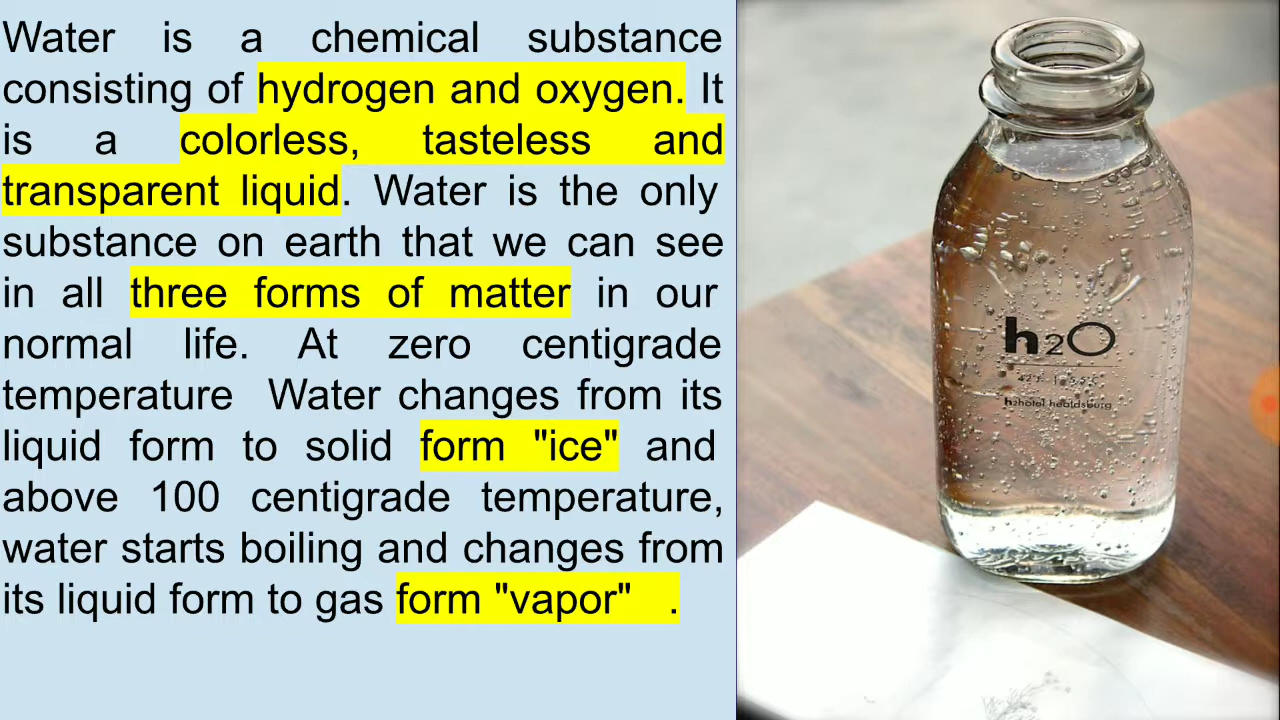 Water is a chemical substance
consisting of hydrogen and oxygen. It
is a colorless, tasteless and
transparent liquid. Water is the only
substance on earth that we can see
in all three forms of matter in our
normal life. At zero centigrade
temperature Water changes from its
liquid form to solid form "ice" and
above 100 centigrade temperature,
water starts boiling and changes from
its liquid form to gas form "vapor" .
h2O
h2hotel healdsburg